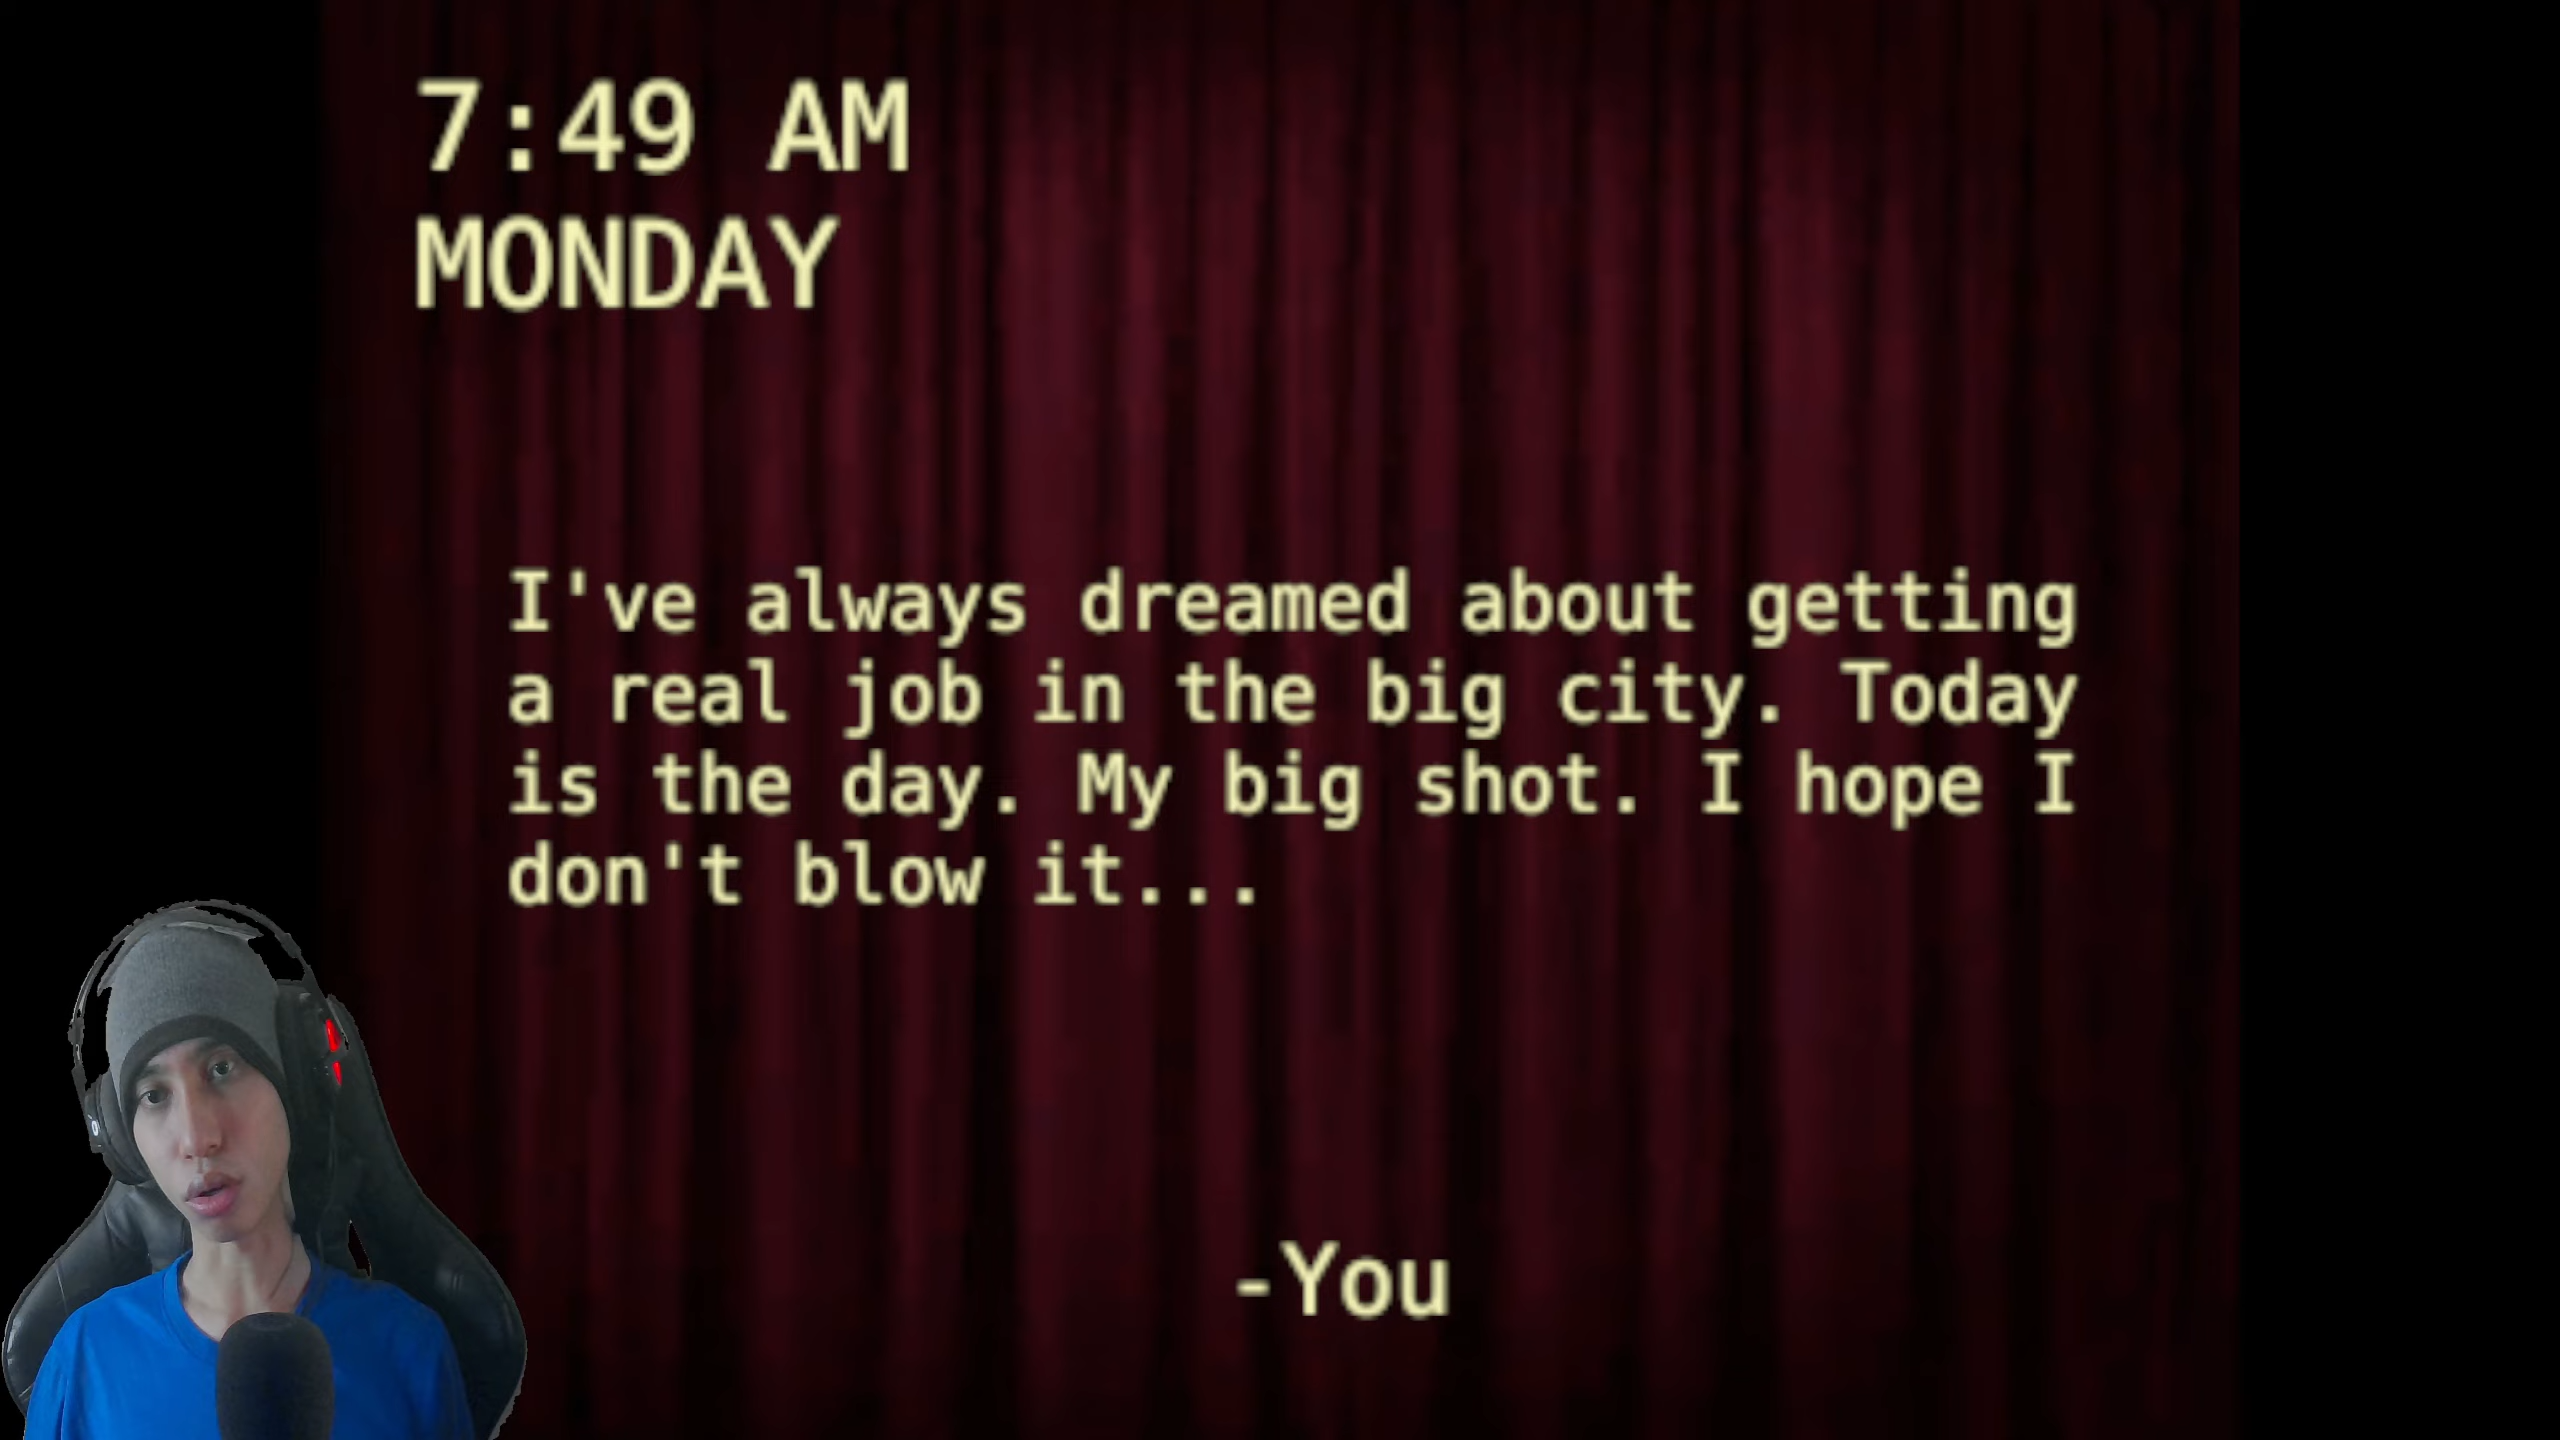 7:49 AM
MONDAY
I've always dreamed about getting
a real job in the big city. Today
is the day. My big shot. I hope I
don't blow it...
-You